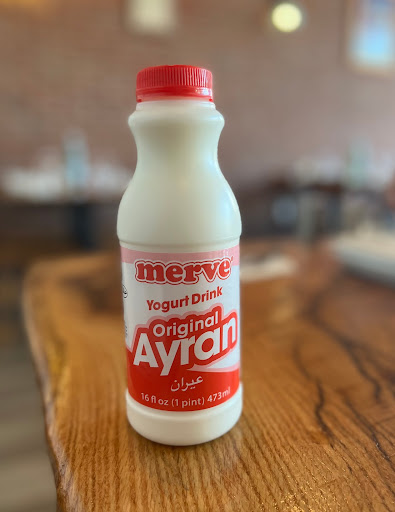 merve
Yogurt Drink
Original
Ayran
عيران
16 fl oz (1 pint) 473ml